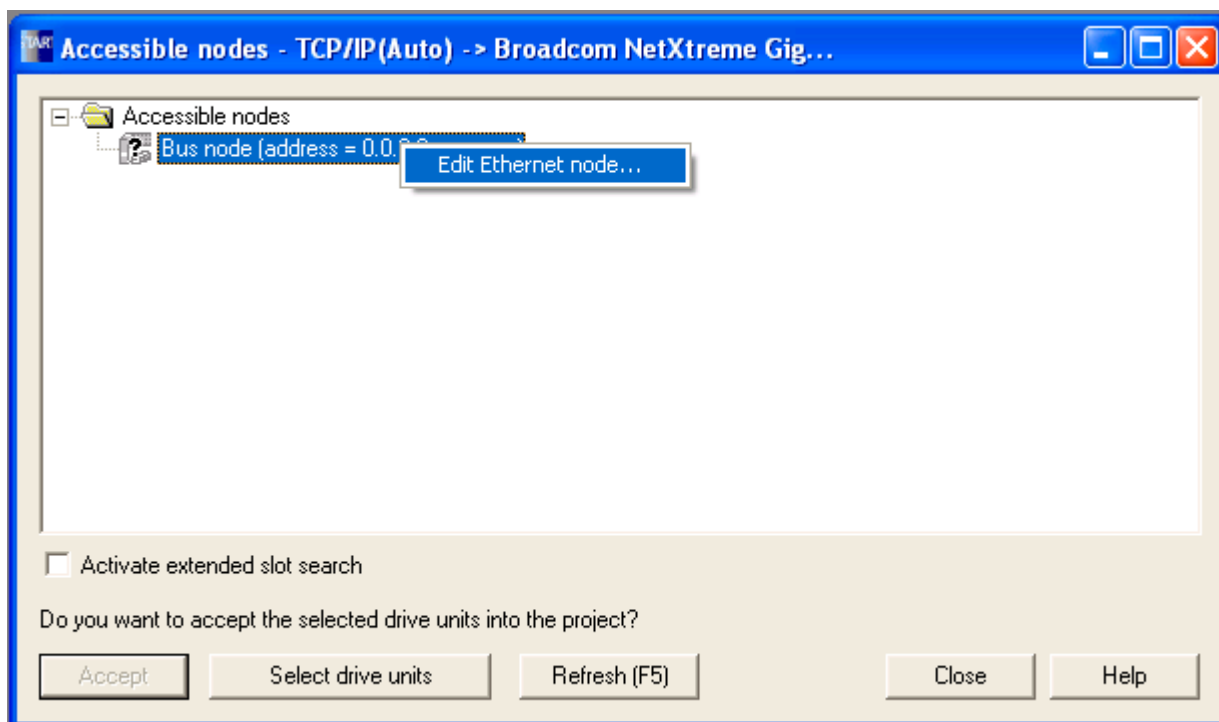 Accessible nodes - TCP/IP(Auto) -> Broadcom NetXtreme Gig...
Accessible nodes
Bus node (address = 0.0.
Edit Ethernet node...
Activate extended slot search
Do you want to accept the selected drive units into the project?
Accept Select drive units Refresh (F5) Close Help